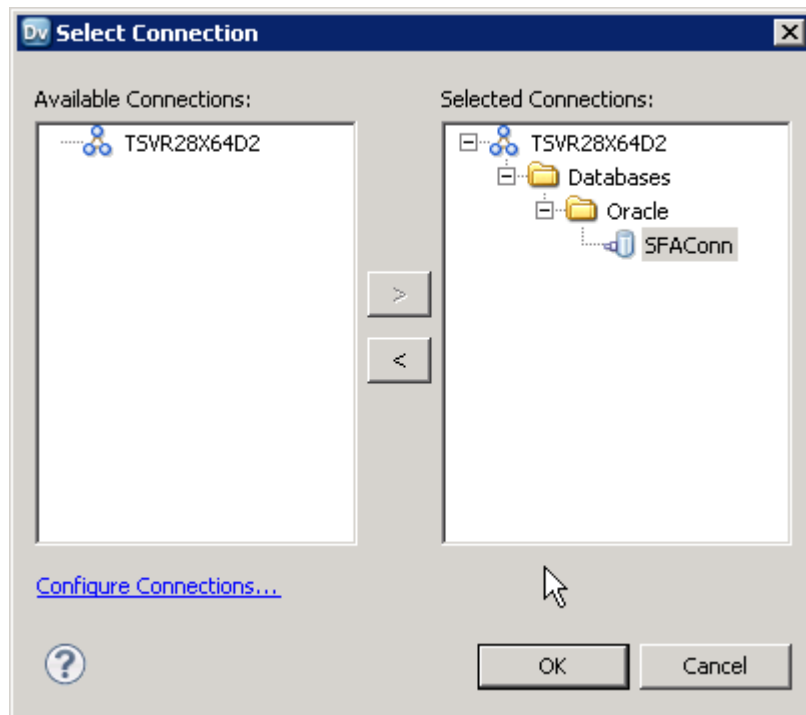 Dv Select Connection
Available Connections:
Selected Connections:
TSVR28X64D2
TSVR28X64D2
Databases
Oracle
SFAConn
>
<
Configure Connections...
?
OK
Cancel